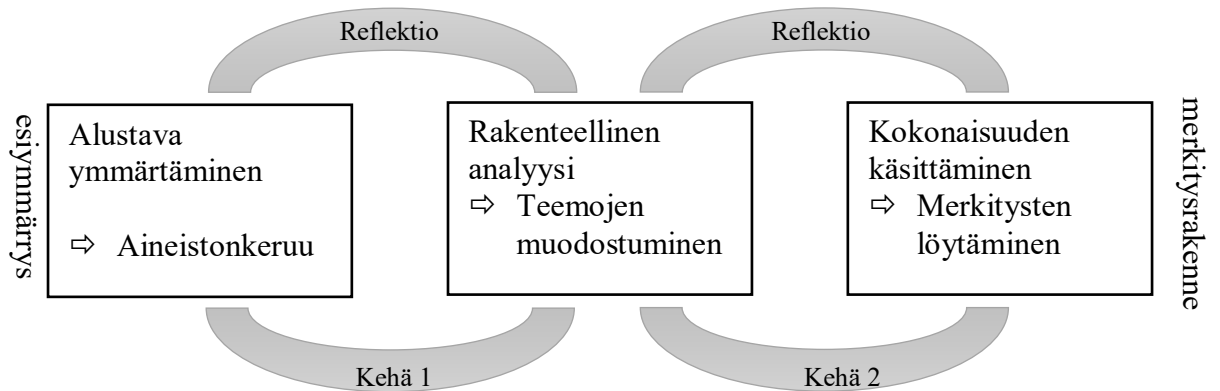 Reflektio
Reflektio
esiymmärrys
Alustava
ymmärtäminen
⇨ Aineistonkeruu
Rakenteellinen
analyysi
⇨ Teemojen
muodostuminen
Kokonaisuuden
käsittäminen
⇨ Merkitysten
löytäminen
merkitysrakenne
Kehä 1
Kehä 2